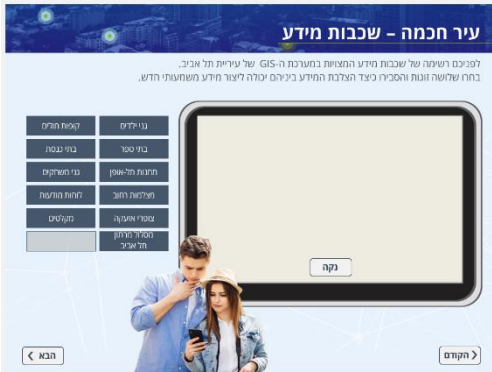 עיר חכמה – שכבות מידע
לפניכם רשימה של שכבות מידע המצויות במערכת ה-GIS של עיריית תל אביב.
בחרו שלושה זוגות והסבירו כיצד הצלבת המידע ביניהם יכולה ליצור מידע משמעותי חדש.
גני ילדים
קופות חולים
בתי ספר
בתי כנסת
תחנות תל-אופן
גני משחקים
מצלמות רחוב
לוחות מודעות
צופרי אזעקה
מקלטים
מסלול מרתון
תל אביב
נקה
הקודם
הבא